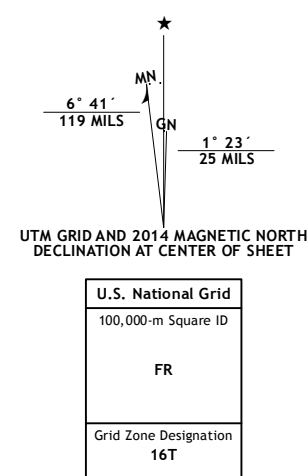 MN
GN
6° 41´
119 MILS
1° 23´
25 MILS
UTM GRID AND 2014 MAGNETIC NORTH
DECLINATION AT CENTER OF SHEET
U.S. National Grid
100,000-m Square ID
FR
Grid Zone Designation
16T